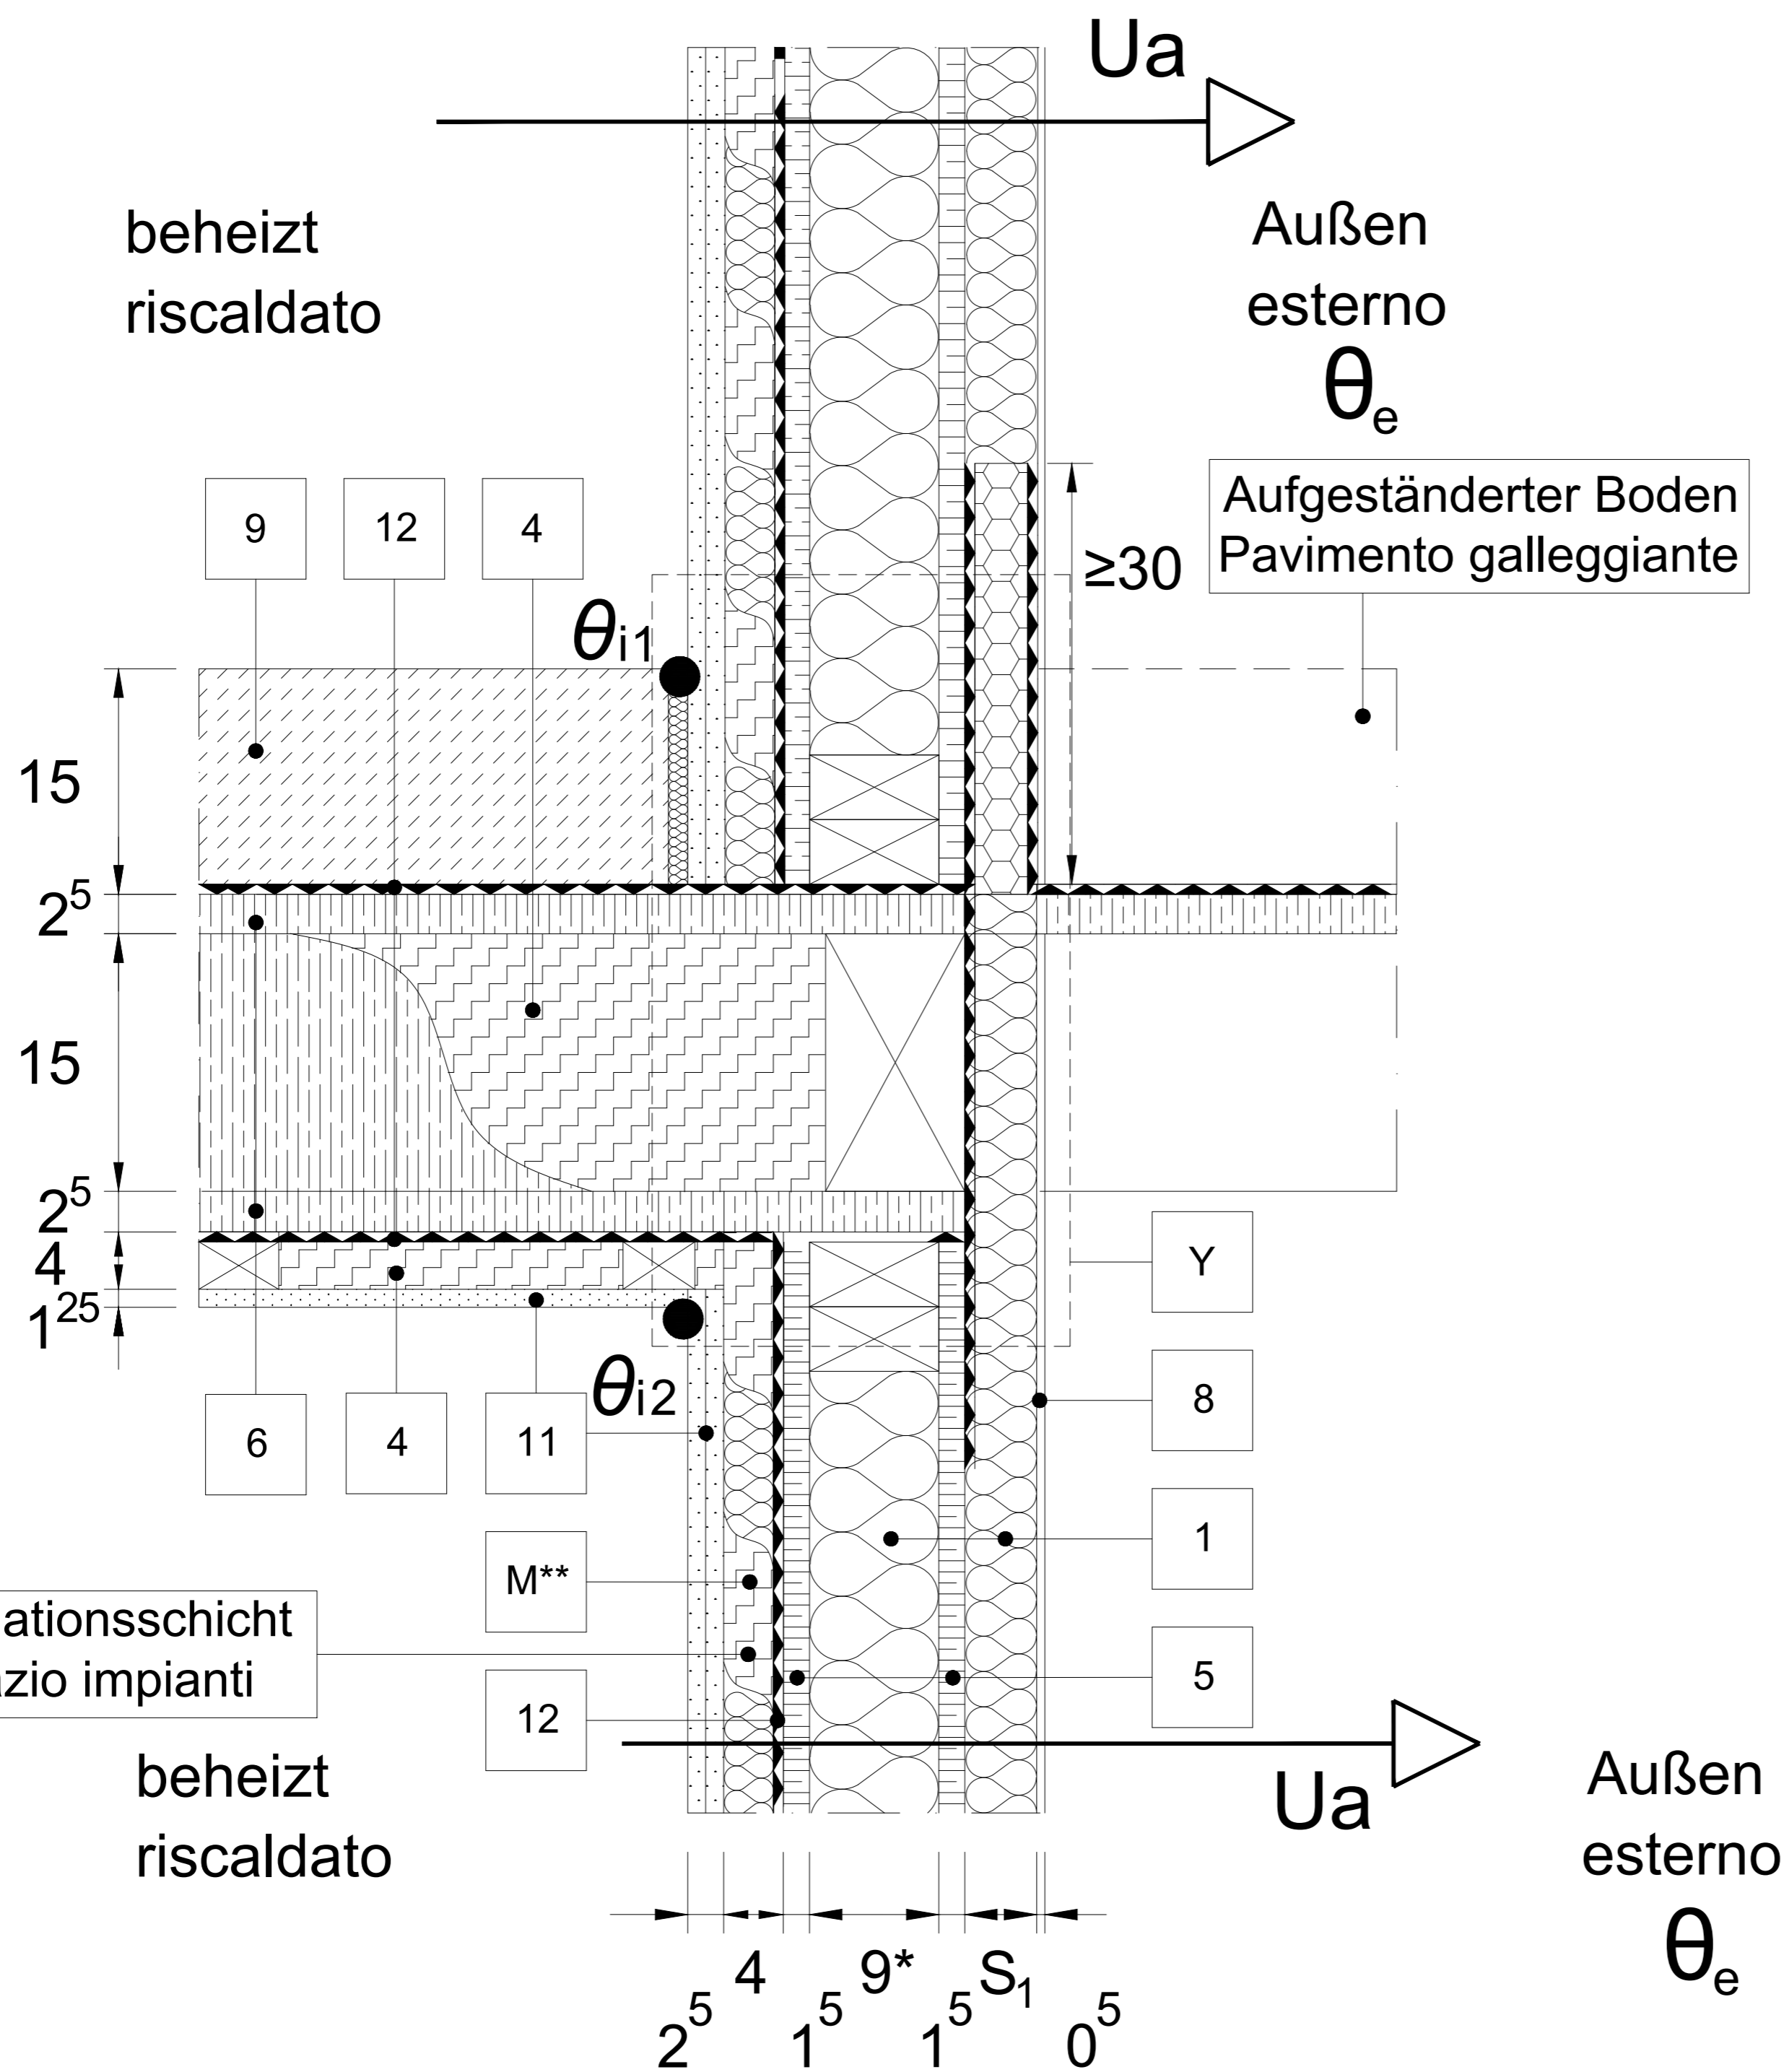 Ua
beheizt
riscaldato
Außen
esterno
θe
9
12
4
Aufgeständerter Boden
Pavimento galleggiante
≥30
θi1
15
2⁵
15
2⁵
4
1²⁵
Y
θi2
6
4
11
8
1
M**
ationsschicht
zio impianti
5
12
beheizt
riscaldato
Ua
Außen
esterno
θe
4
9*
S₁
2⁵
1⁵
1⁵
0⁵